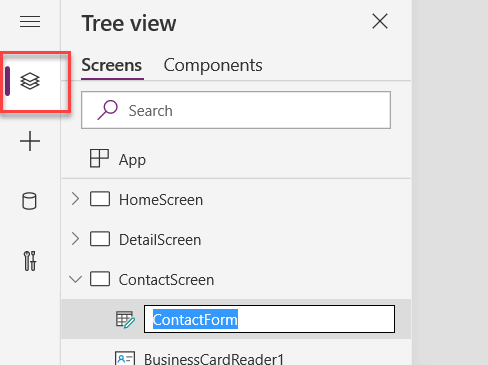 Tree view
Screens Components
Search
App
HomeScreen
DetailScreen
ContactScreen
ContactForm
BusinessCardReader1